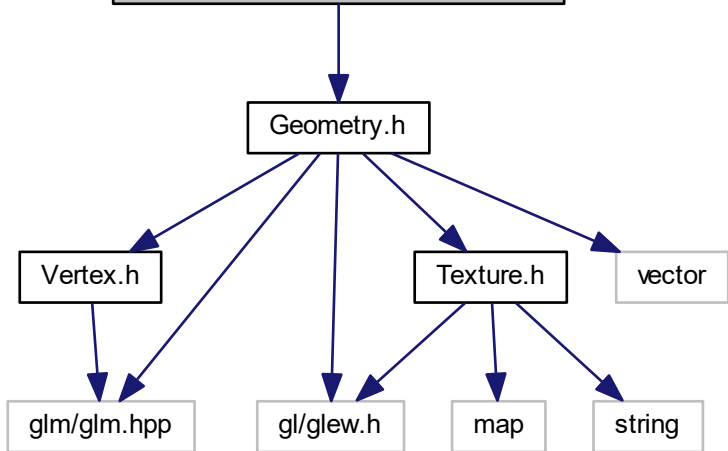 Geometry.h
Vertex.h
Texture.h
vector
glm/glm.hpp
gl/glew.h
map
string